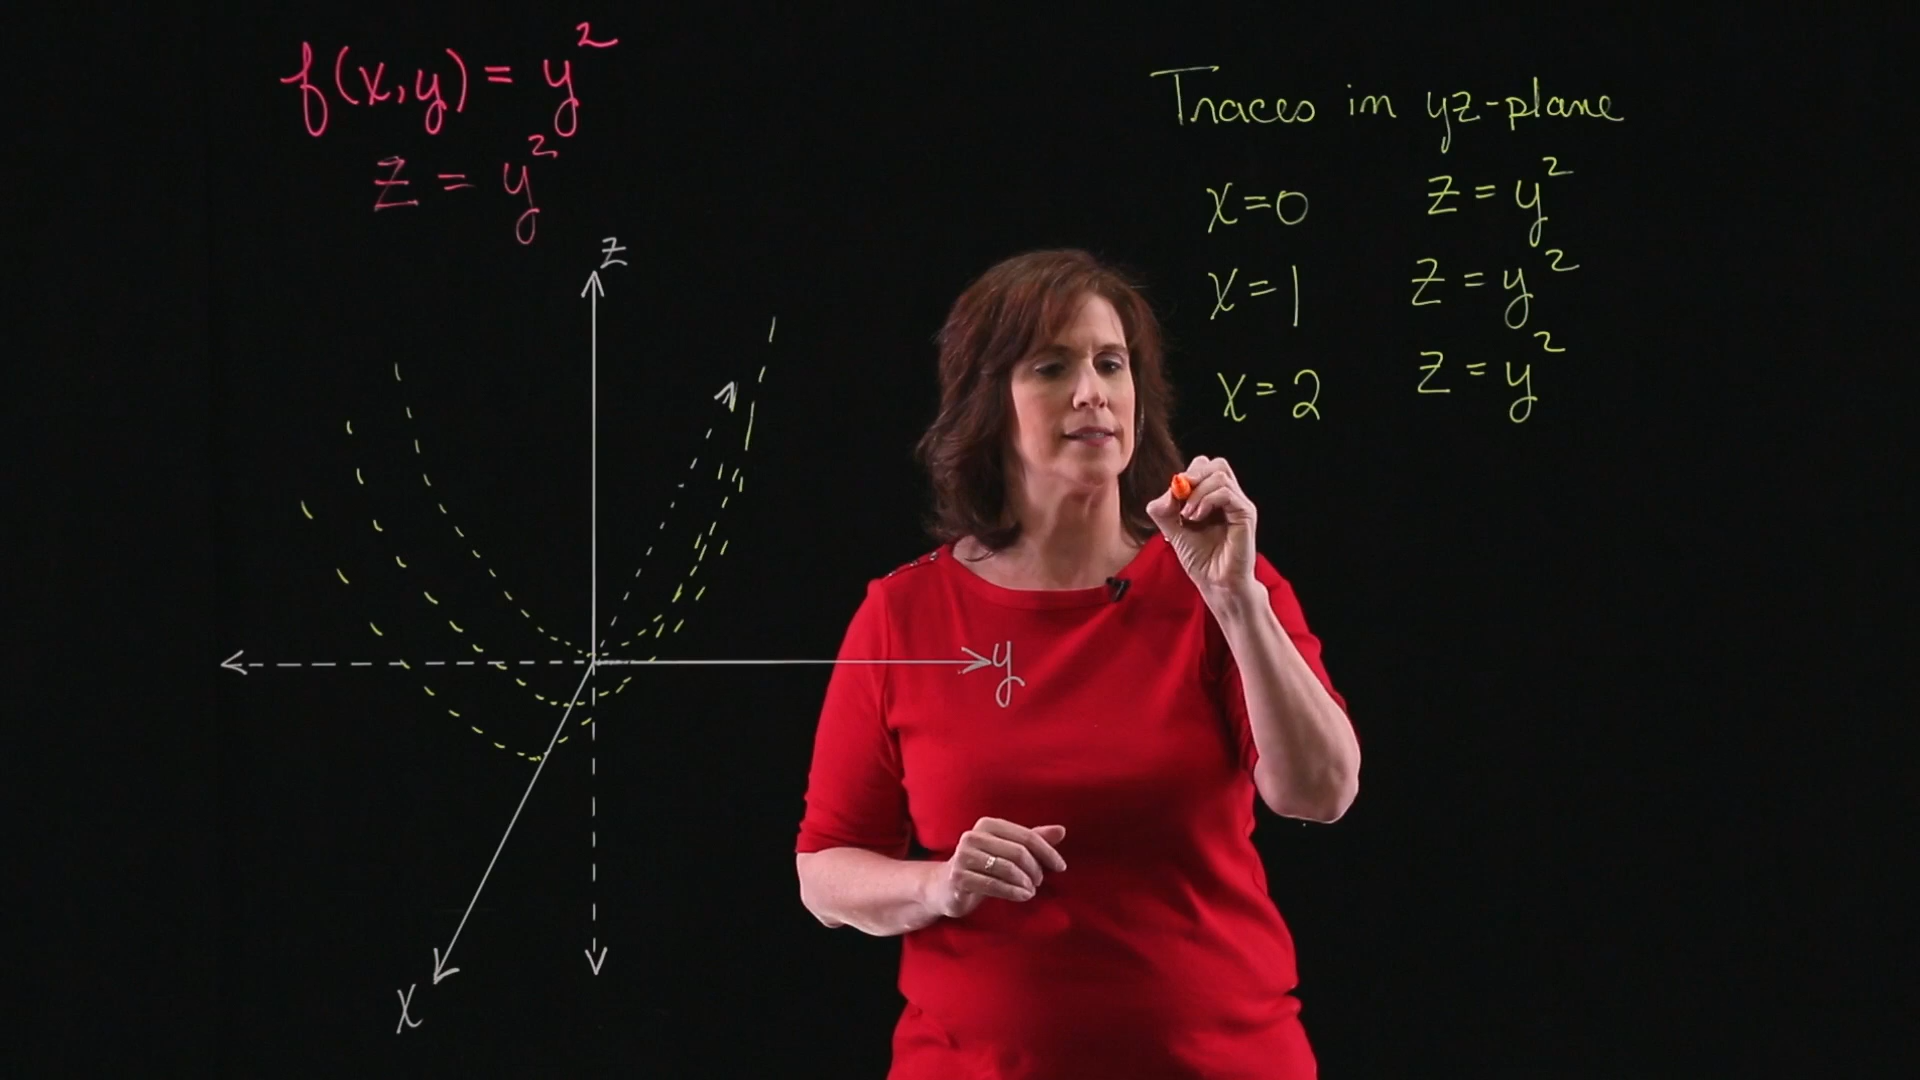 f(x,y) = y²
z = y²
z
y
x
Traces in yz-plane
x=0 z=y²
x=1 z=y²
x=2 z=y²